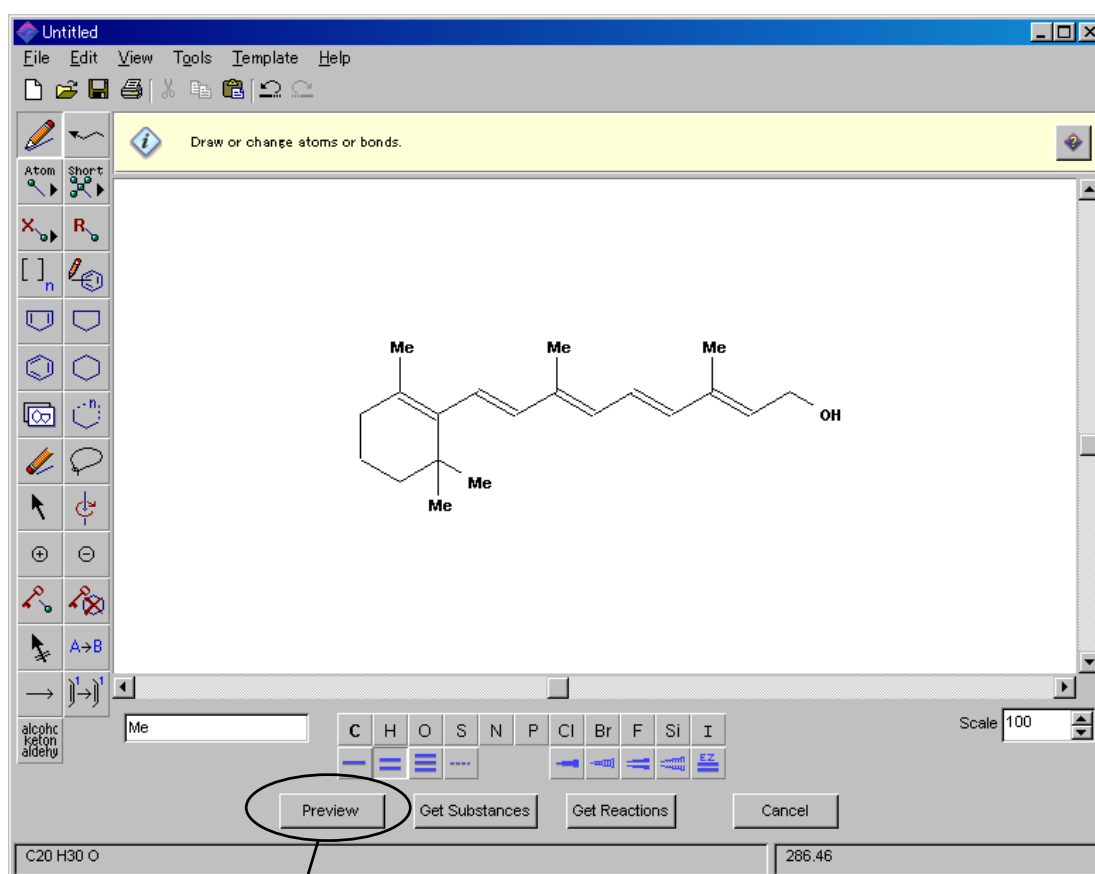 Untitled
File Edit View Tools Template Help
Draw or change atoms or bonds.
Atom Short
X R
[ ]n
n
A→B
1 1
alcohc
keton
aldehy
Me Me Me
OH
Me
Me
Me
C H O S N P Cl Br F Si I
EZ
Scale 100
Preview Get Substances Get Reactions Cancel
C20 H30 O 286.46